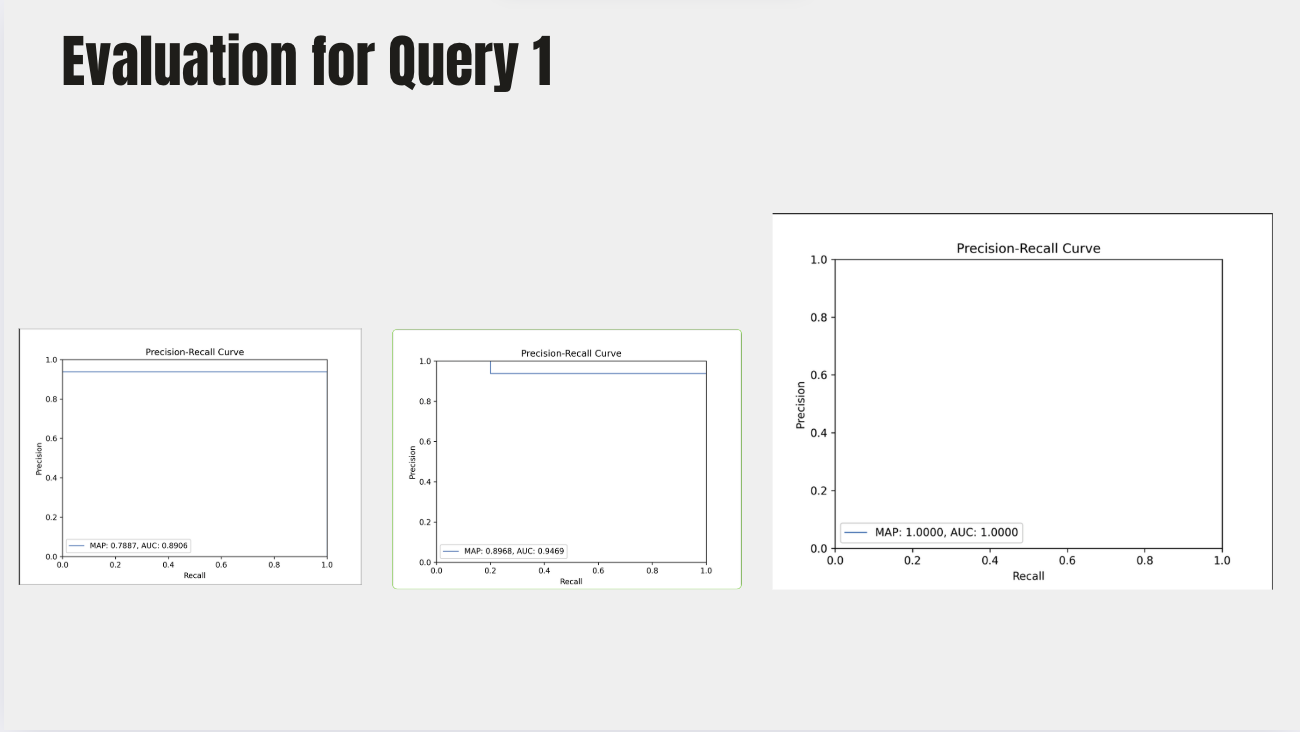 Evaluation for Query 1
Precision-Recall Curve
1.0
0.8
0.6
0.4
0.2
0.0
Precision
MAP: 0.7887, AUC: 0.8906
0.0 0.2 0.4 0.6 0.8 1.0
Recall
Precision-Recall Curve
1.0
0.8
0.6
0.4
0.2
0.0
Precision
MAP: 0.8968, AUC: 0.9469
0.0 0.2 0.4 0.6 0.8 1.0
Recall
Precision-Recall Curve
1.0
0.8
0.6
0.4
0.2
0.0
Precision
MAP: 1.0000, AUC: 1.0000
0.0 0.2 0.4 0.6 0.8 1.0
Recall